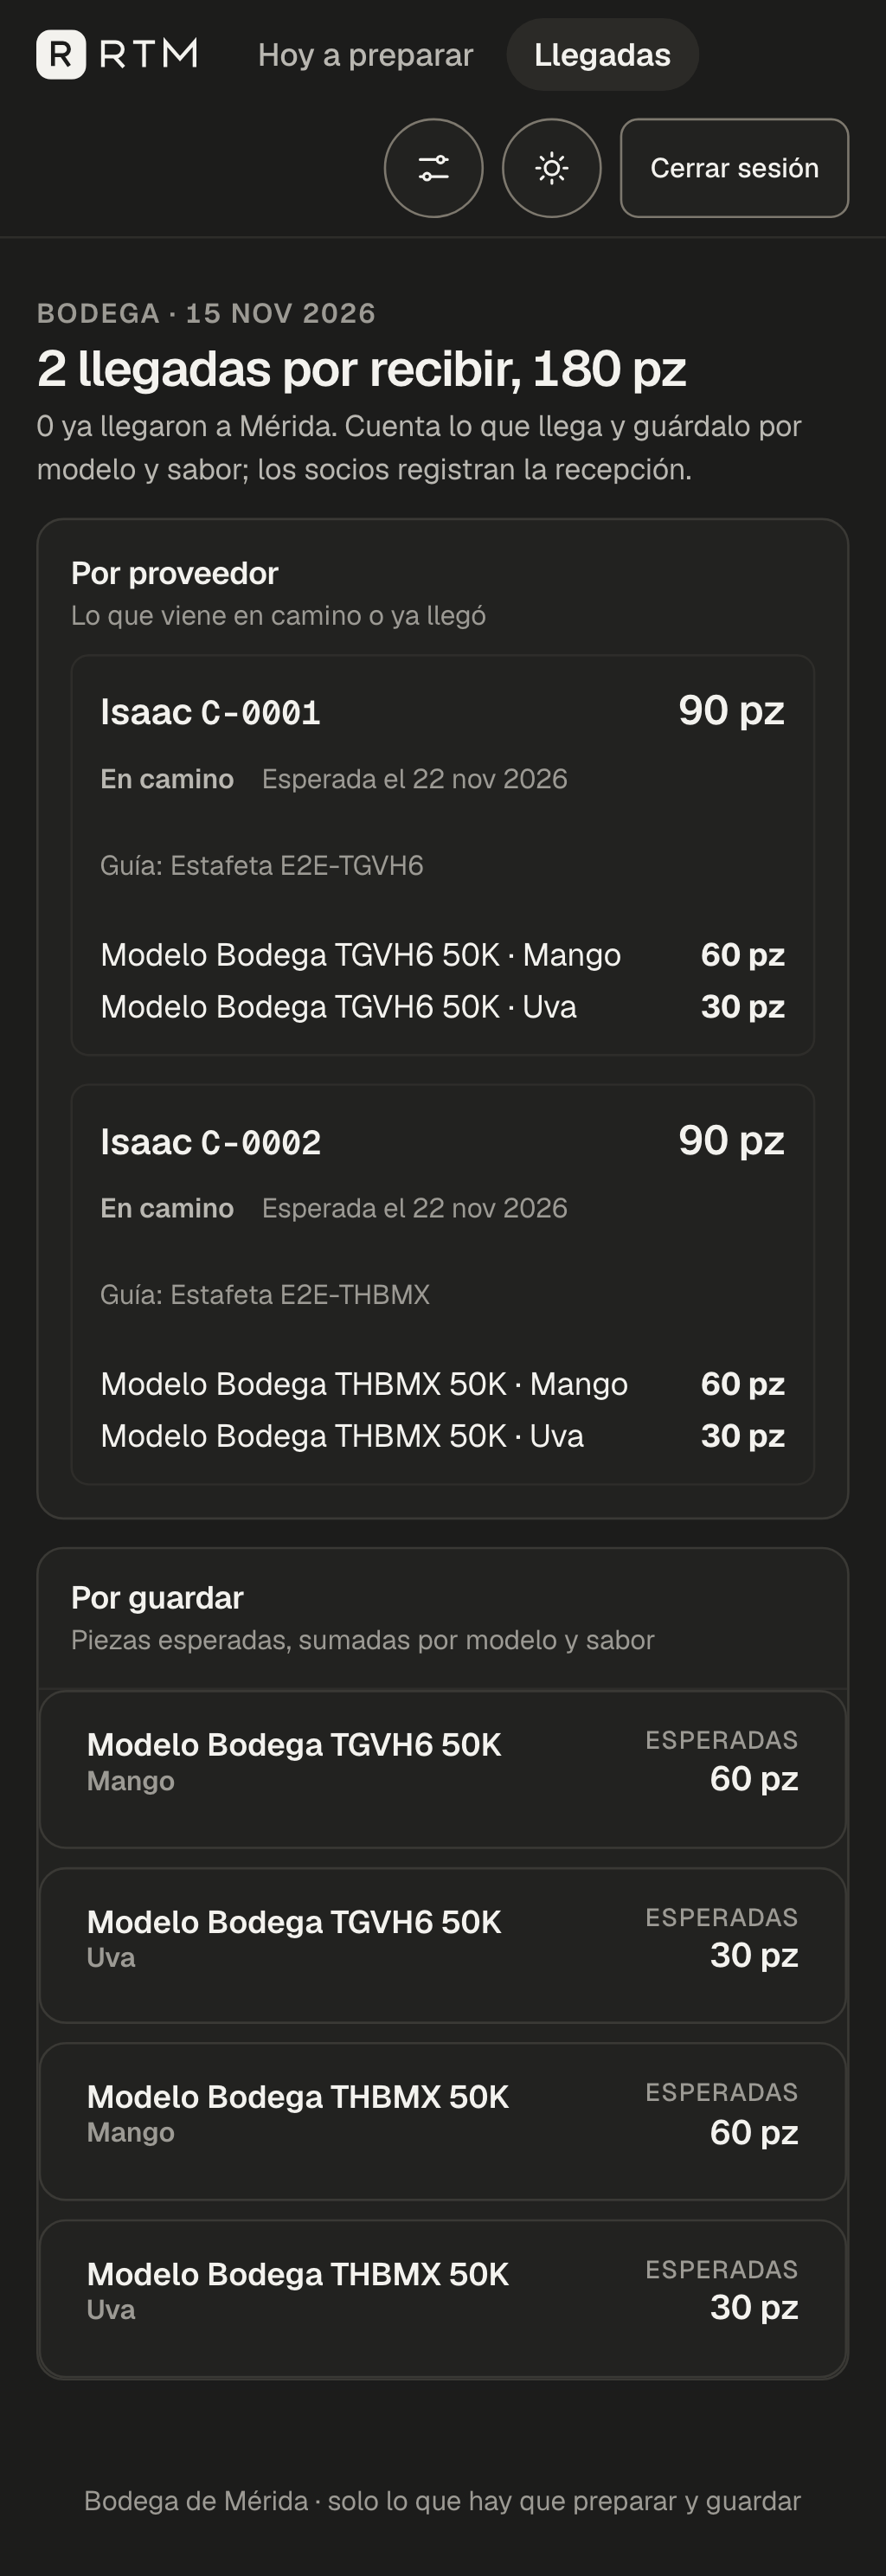 R RTM Hoy a preparar Llegadas
Cerrar sesión
BODEGA · 15 NOV 2026
2 llegadas por recibir, 180 pz
0 ya llegaron a Mérida. Cuenta lo que llega y guárdalo por
modelo y sabor; los socios registran la recepción.
Por proveedor
Lo que viene en camino o ya llegó
Isaac C-0001 90 pz
En camino Esperada el 22 nov 2026
Guía: Estafeta E2E-TGVH6
Modelo Bodega TGVH6 50K · Mango 60 pz
Modelo Bodega TGVH6 50K · Uva 30 pz
Isaac C-0002 90 pz
En camino Esperada el 22 nov 2026
Guía: Estafeta E2E-THBMX
Modelo Bodega THBMX 50K · Mango 60 pz
Modelo Bodega THBMX 50K · Uva 30 pz
Por guardar
Piezas esperadas, sumadas por modelo y sabor
Modelo Bodega TGVH6 50K ESPERADAS
Mango 60 pz
Modelo Bodega TGVH6 50K ESPERADAS
Uva 30 pz
Modelo Bodega THBMX 50K ESPERADAS
Mango 60 pz
Modelo Bodega THBMX 50K ESPERADAS
Uva 30 pz
Bodega de Mérida · solo lo que hay que preparar y guardar